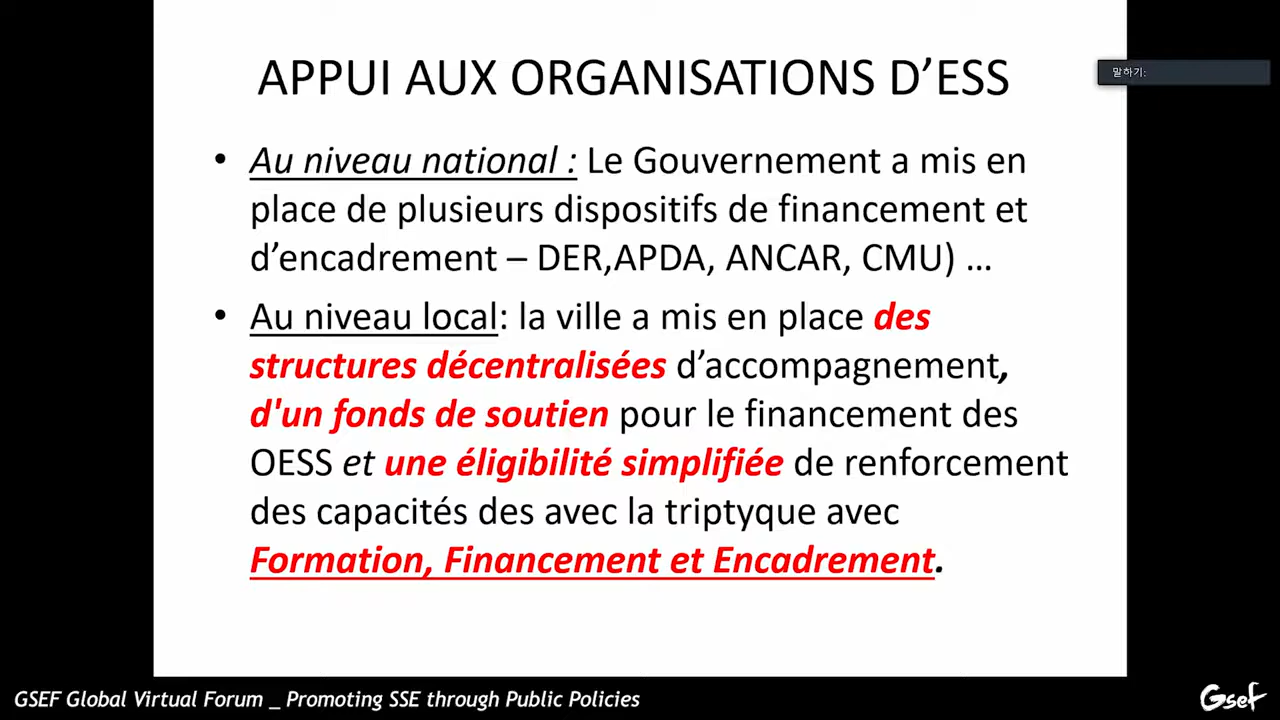 APPUI AUX ORGANISATIONS D’ESS
말하기:
• Au niveau national : Le Gouvernement a mis en
place de plusieurs dispositifs de financement et
d’encadrement – DER,APDA, ANCAR, CMU) …
• Au niveau local: la ville a mis en place des
structures décentralisées d’accompagnement,
d'un fonds de soutien pour le financement des
OESS et une éligibilité simplifiée de renforcement
des capacités des avec la triptyque avec
Formation, Financement et Encadrement.
GSEF Global Virtual Forum _ Promoting SSE through Public Policies
Gsef